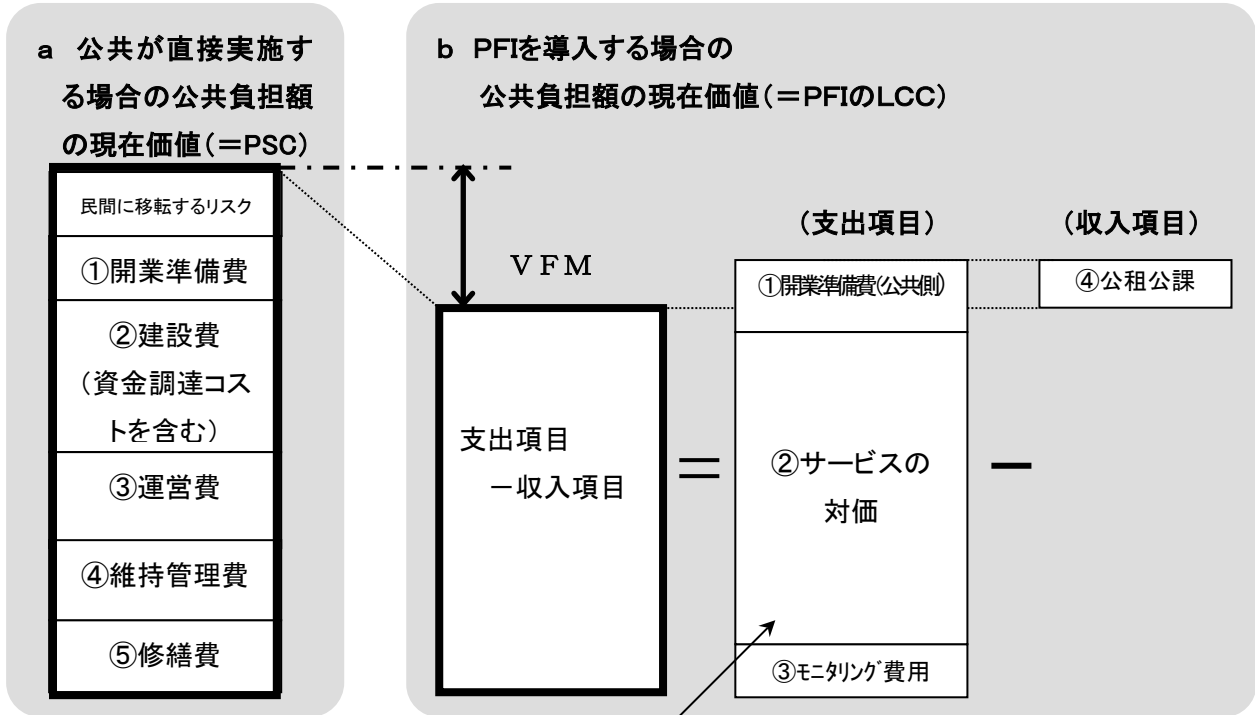 a 公共が直接実施す
る場合の公共負担額
の現在価値(=PSC)
民間に移転するリスク
①開業準備費
②建設費
(資金調達コス
トを含む)
③運営費
④維持管理費
⑤修繕費
b PFIを導入する場合の
公共負担額の現在価値(=PFIのLCC)
VFM
支出項目
-収入項目
=
(支出項目)
①開業準備費(公共側)
②サービスの
対価
③モニタリング費用
-
(収入項目)
④公租公課